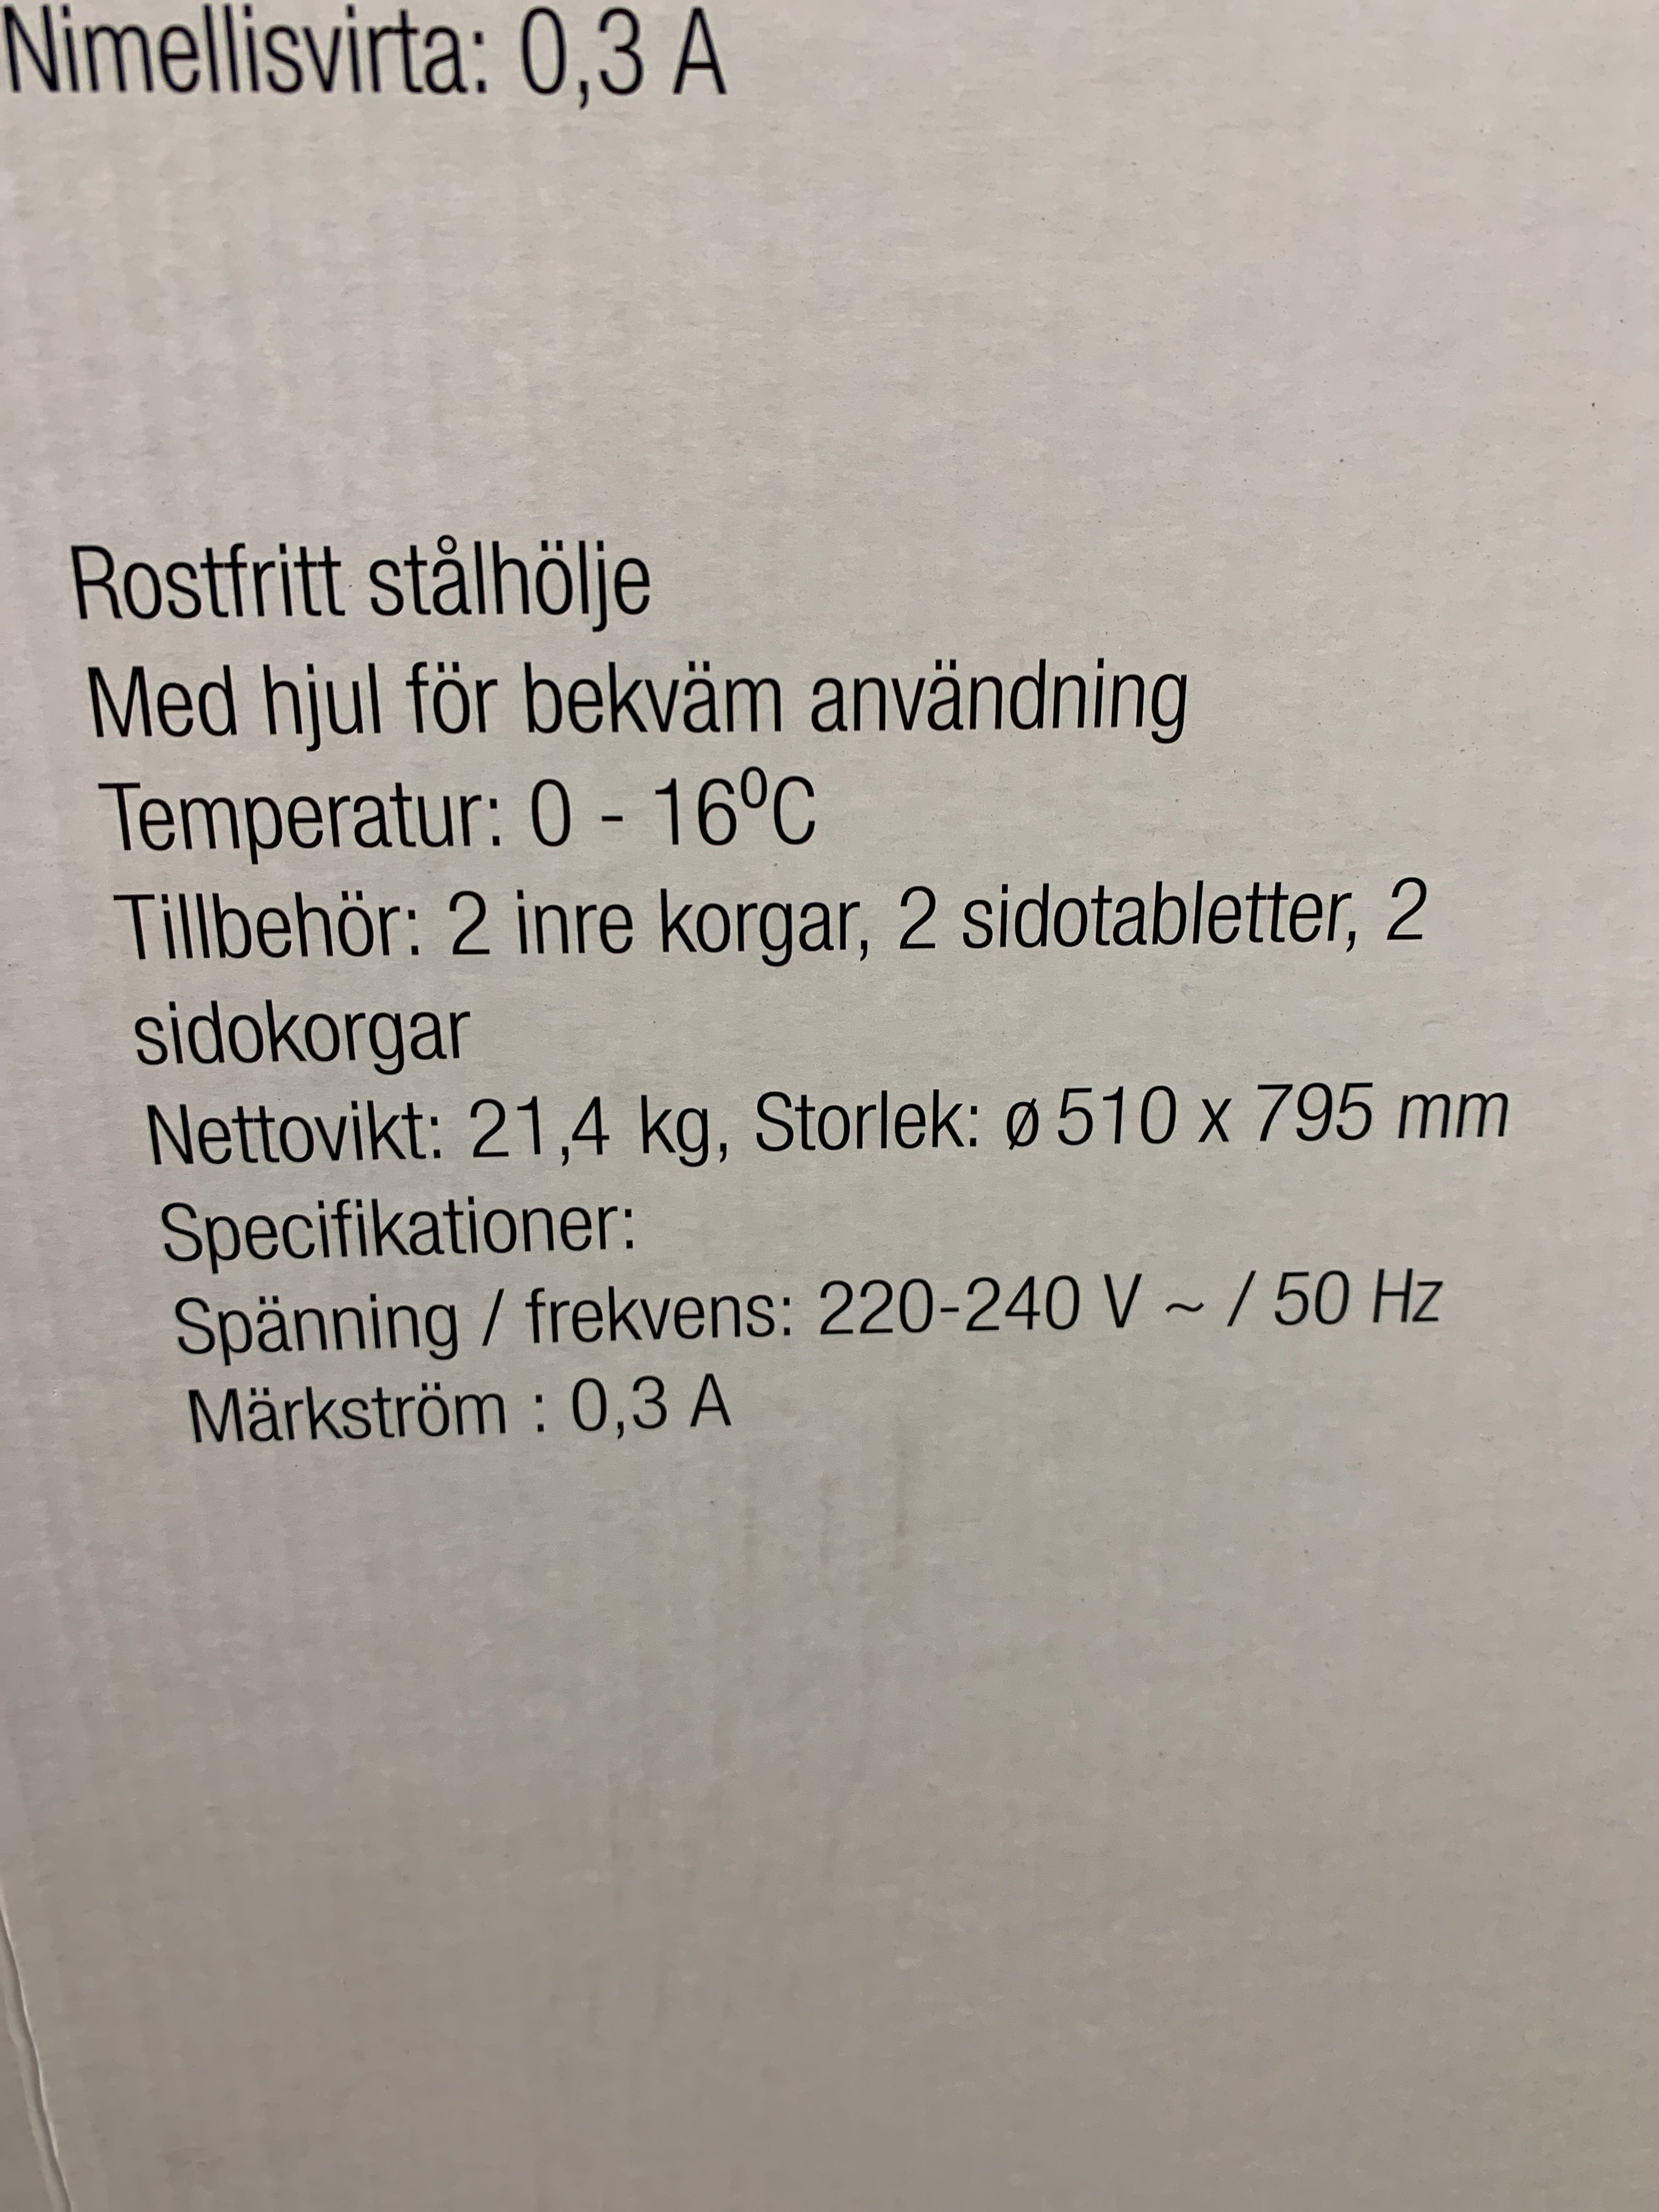 Nimellisvirta: 0,3 A
Rostfritt stålhölje
Med hjul för bekväm användning
Temperatur: 0 - 16⁰C
Tillbehör: 2 inre korgar, 2 sidotabletter, 2
sidokorgar
Nettovikt: 21,4 kg, Storlek: ø 510 x 795 mm
Specifikationer:
Spänning / frekvens: 220-240 V ~ / 50 Hz
Märkström : 0,3 A